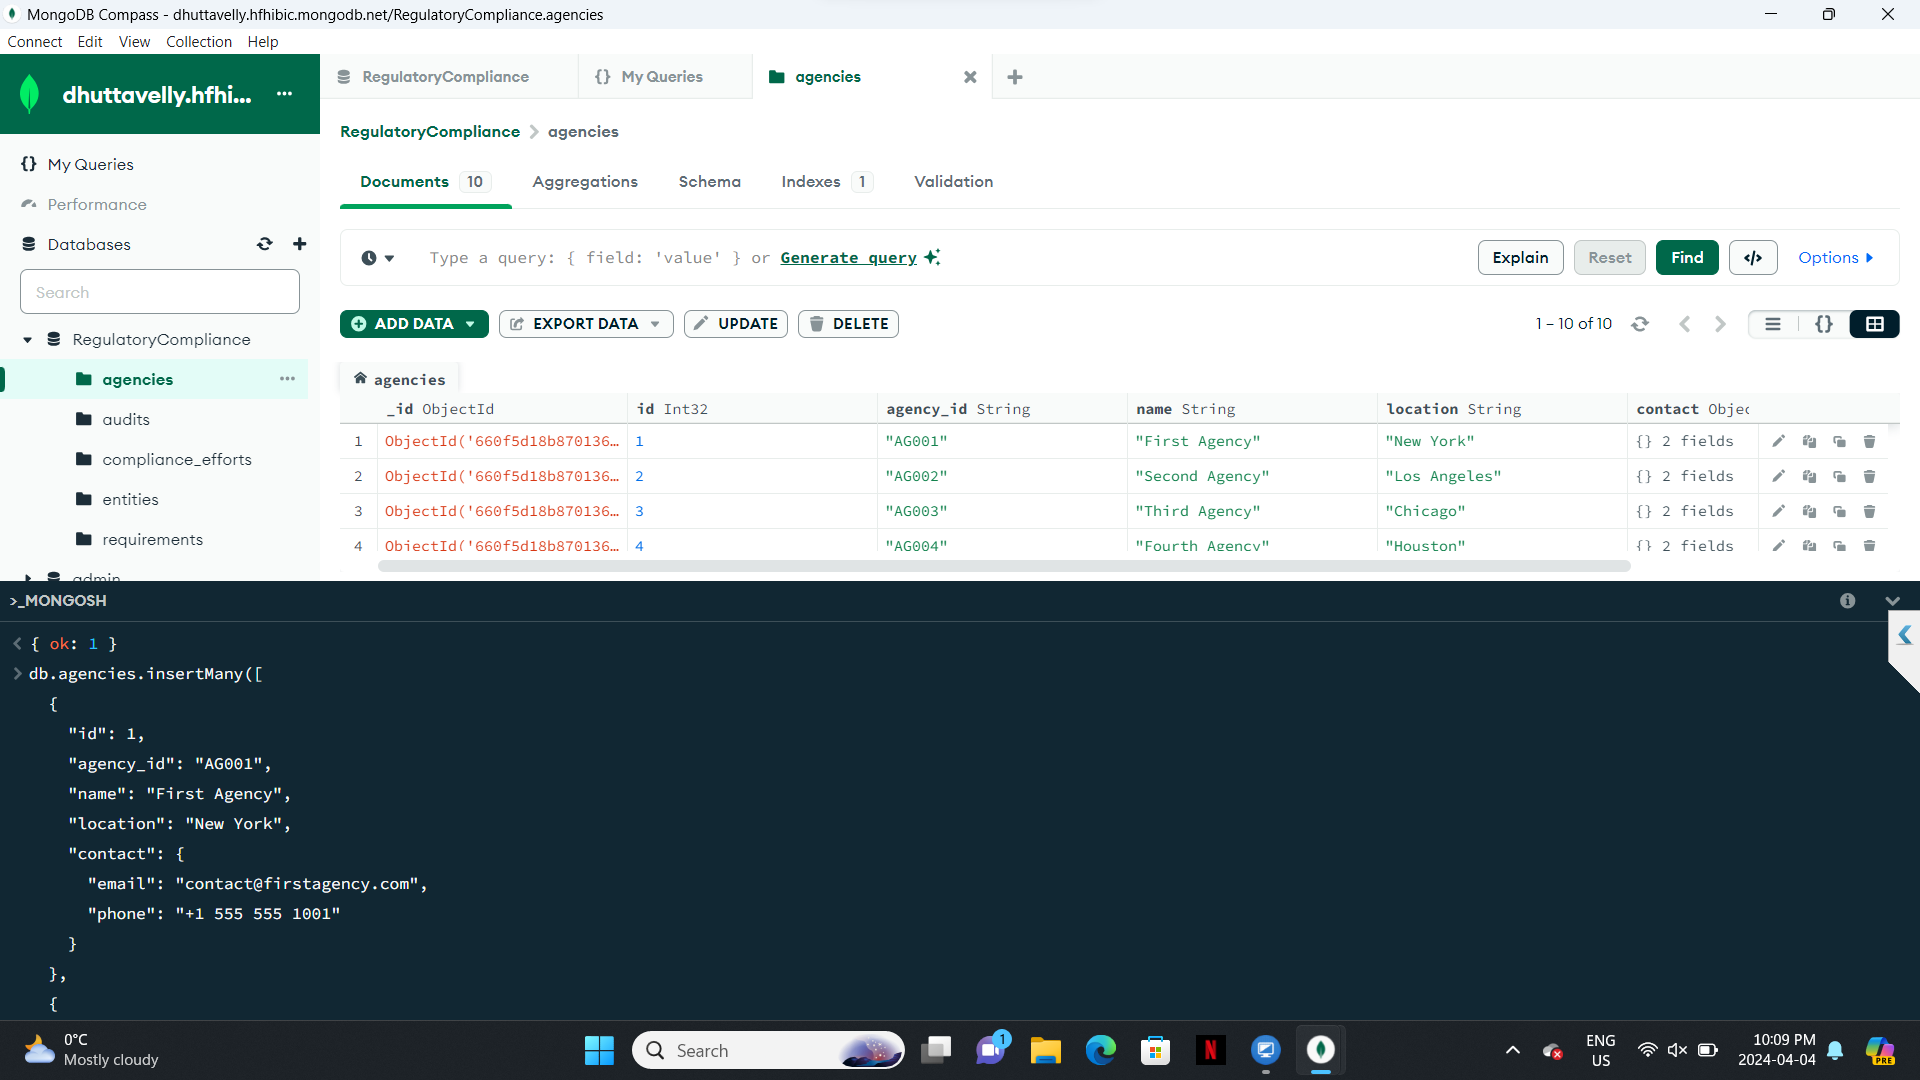 MongoDB Compass - dhuttavelly.hfhibic.mongodb.net/RegulatoryCompliance.agencies
Connect Edit View Collection Help
dhuttavelly.hfhi... ···
RegulatoryCompliance
{} My Queries
agencies
RegulatoryCompliance > agencies
{} My Queries
Performance
Databases
Search
RegulatoryCompliance
agencies ···
audits
compliance_efforts
entities
requirements
admin
Documents 10 Aggregations Schema Indexes 1 Validation
Type a query: { field: 'value' } or Generate query
Explain Reset Find </> Options
ADD DATA EXPORT DATA UPDATE DELETE
1 – 10 of 10 {}
agencies
_id ObjectId id Int32 agency_id String name String location String contact Objec
1 ObjectId('660f5d18b870136… 1 "AG001" "First Agency" "New York" {} 2 fields
2 ObjectId('660f5d18b870136… 2 "AG002" "Second Agency" "Los Angeles" {} 2 fields
3 ObjectId('660f5d18b870136… 3 "AG003" "Third Agency" "Chicago" {} 2 fields
4 ObjectId('660f5d18b870136… 4 "AG004" "Fourth Agency" "Houston" {} 2 fields
>_MONGOSH
< { ok: 1 }
> db.agencies.insertMany([
{
"id": 1,
"agency_id": "AG001",
"name": "First Agency",
"location": "New York",
"contact": {
"email": "contact@firstagency.com",
"phone": "+1 555 555 1001"
}
},
{
0°C
Mostly cloudy
Search
1
N
ENG
US
10:09 PM
2024-04-04
PRE